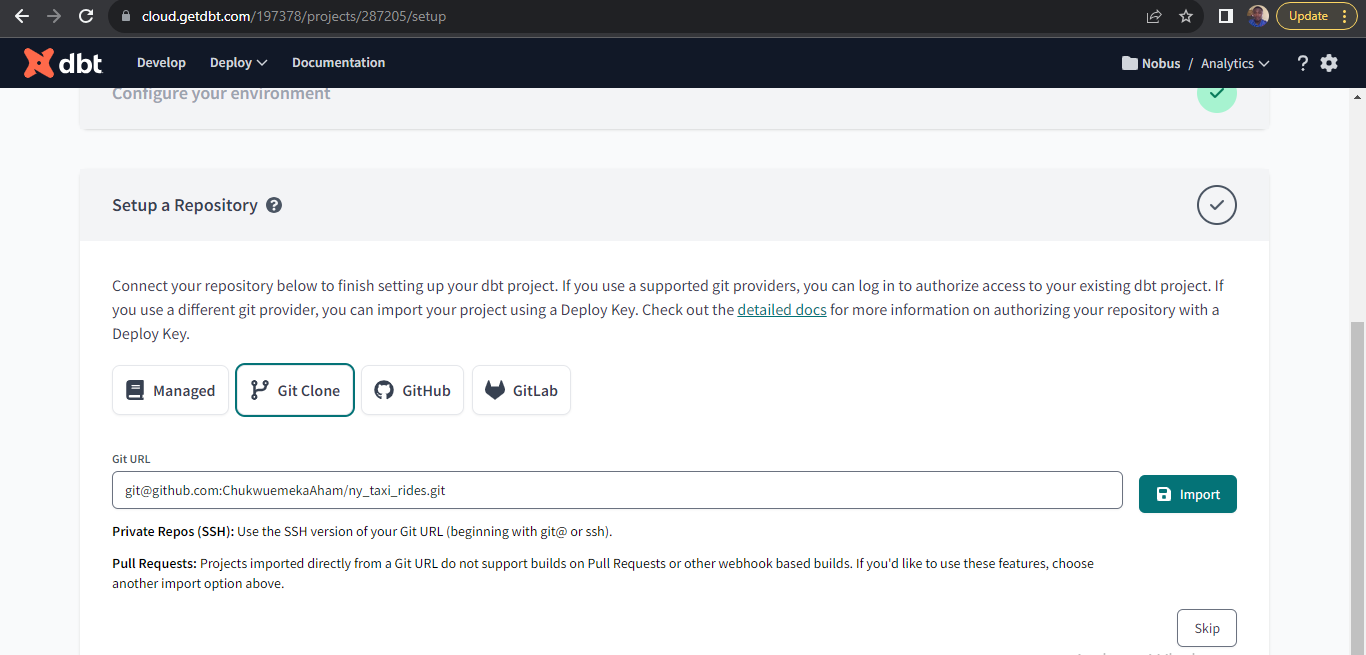 cloud.getdbt.com/197378/projects/287205/setup
Update
dbt
Develop
Deploy
Documentation
Nobus / Analytics
?
Configure your environment
Setup a Repository
Connect your repository below to finish setting up your dbt project. If you use a supported git providers, you can log in to authorize access to your existing dbt project. If
you use a different git provider, you can import your project using a Deploy Key. Check out the detailed docs for more information on authorizing your repository with a
Deploy Key.
Managed
Git Clone
GitHub
GitLab
Git URL
git@github.com:ChukwuemekaAham/ny_taxi_rides.git
Import
Private Repos (SSH): Use the SSH version of your Git URL (beginning with git@ or ssh).
Pull Requests: Projects imported directly from a Git URL do not support builds on Pull Requests or other webhook based builds. If you'd like to use these features, choose
another import option above.
Skip